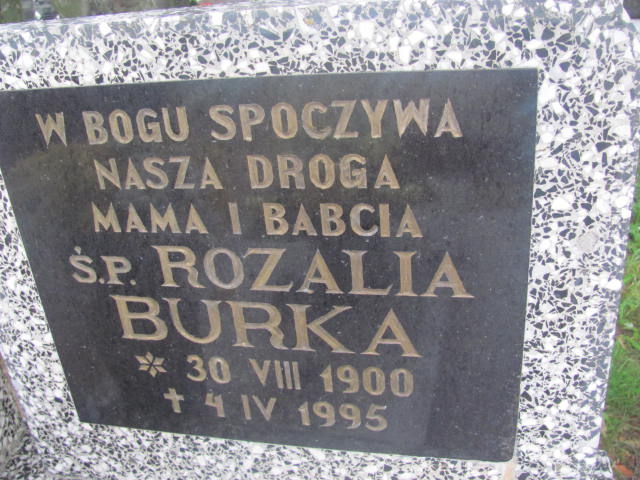 W BOGU SPOCZYWA
NASZA DROGA
MAMA I BABCIA
Ś.P. ROZALIA
BURKA
* 30 VIII 1900
† 4 IV 1995